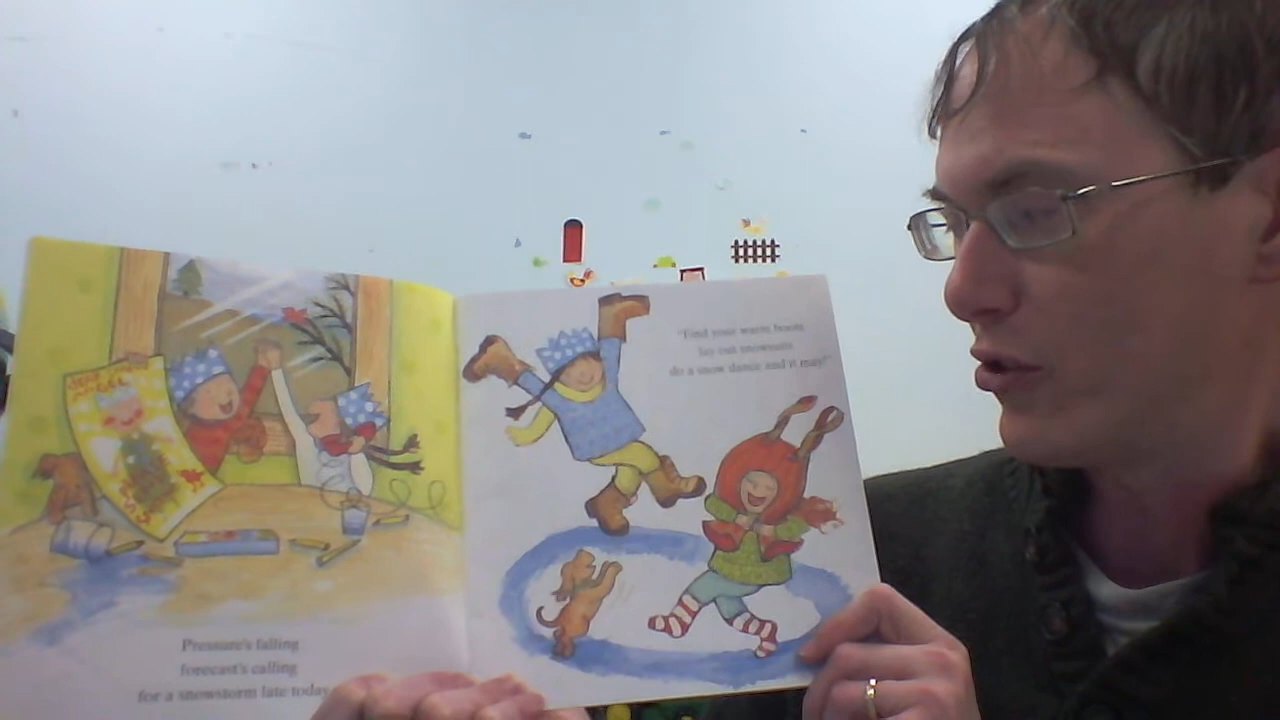 Pressure's falling
forecast's calling
for a snowstorm late today
"Find your warm boots
lay out snowsuits
do a snow dance and it may!"